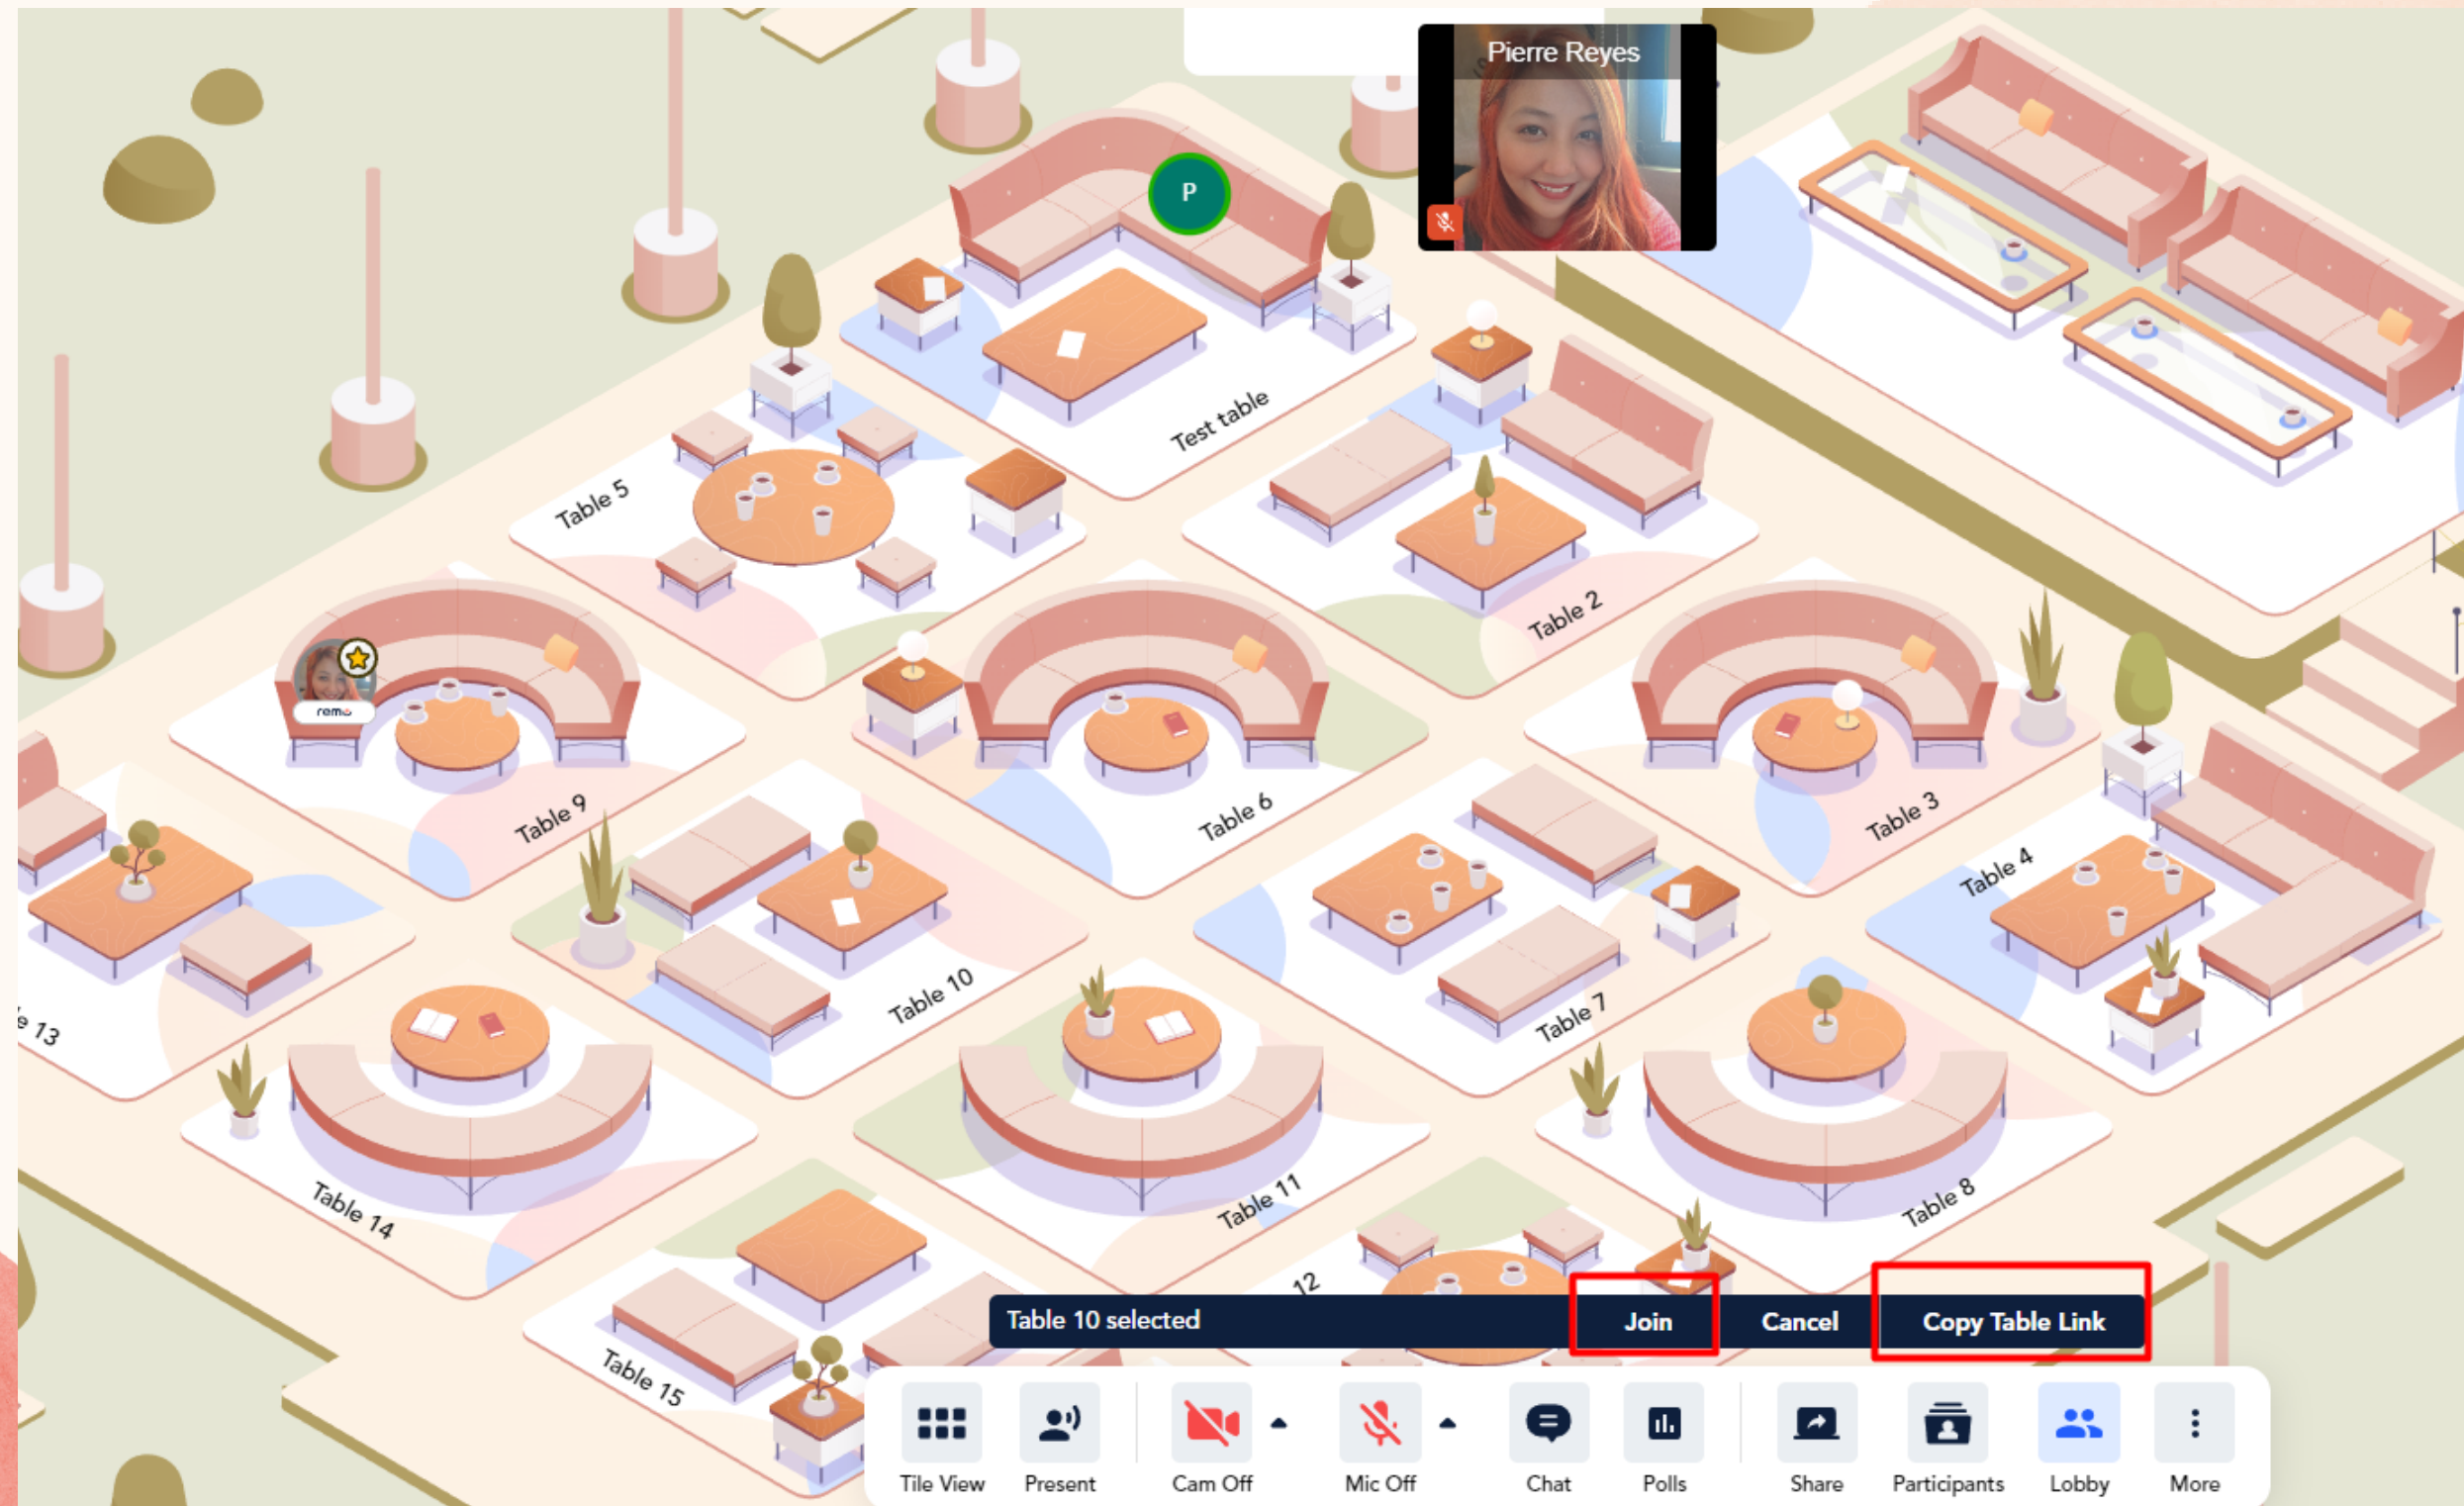 Pierre Reyes
P
Test table
Table 5
Table 2
remo
Table 9
Table 6
Table 3
Table 4
Table 10
Table 7
13
Table 14
Table 11
Table 8
12
Table 15
Table 10 selected
Join
Cancel
Copy Table Link
Tile View
Present
Cam Off
Mic Off
Chat
Polls
Share
Participants
Lobby
More